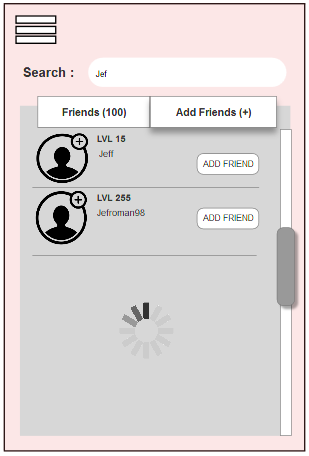 Search :
Jef
Friends (100)
Add Friends (+)
LVL 15
Jeff
ADD FRIEND
LVL 255
Jefroman98
ADD FRIEND